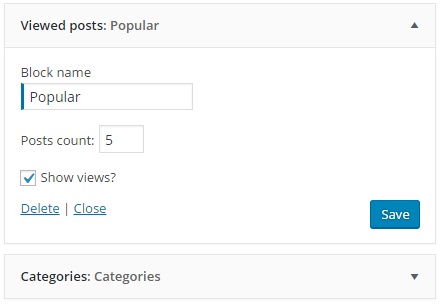 Viewed posts: Popular
Block name
Popular
Posts count: 5
Show views?
Delete | Close
Save
Categories: Categories